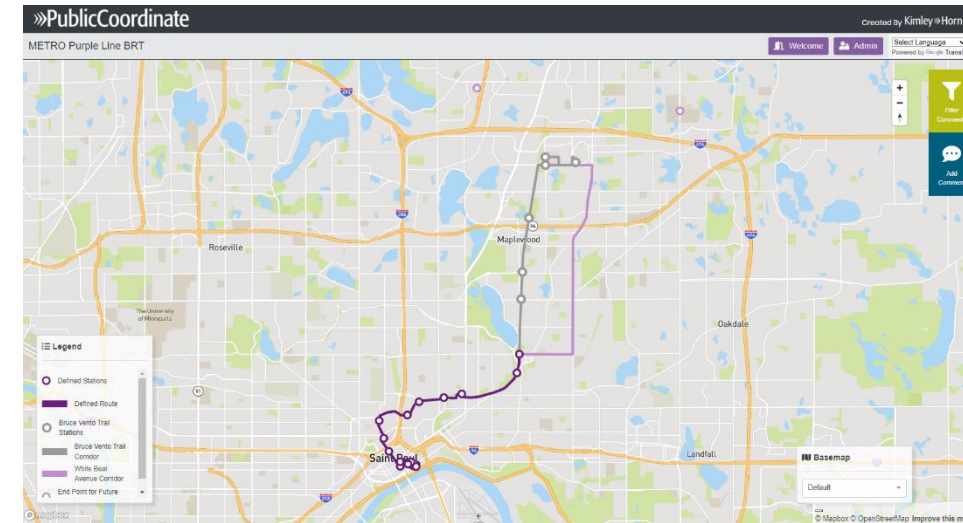 »PublicCoordinate
Created By Kimley»Horn
METRO Purple Line BRT
Welcome
Admin
Select Language
Powered by Google Transl
Filter
Comment
Add
Commen
Roseville
Maplewood
The University
of Minnesota
Oakdale
Legend
Defined Stations
Defined Route
Bruce Vento Trail
Stations
Bruce Vento Trail
Corridor
White Bear
Avenue Corridor
End Point for Future
61
Saint Paul
Landfall
Basemap
Default
mapbox
© Mapbox © OpenStreetMap Improve this m